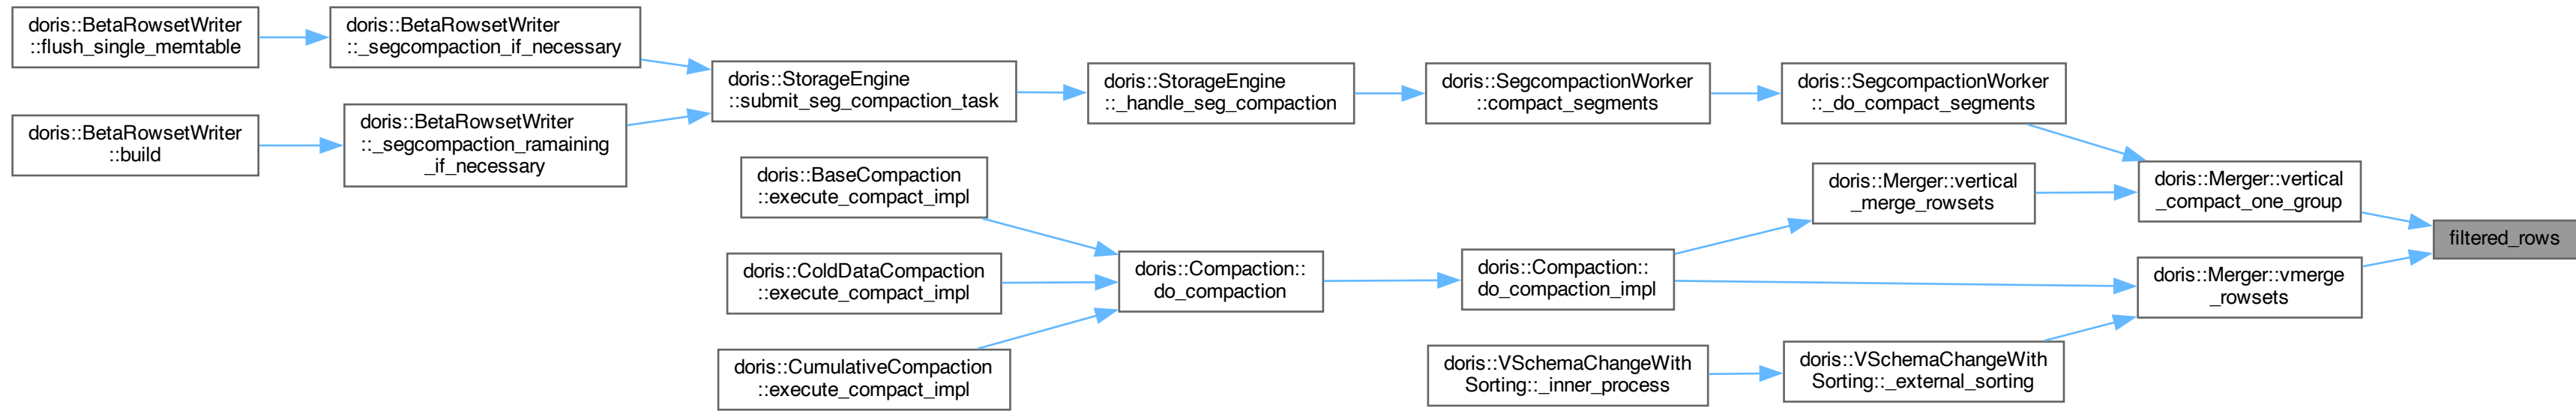 doris::BetaRowsetWriter
::flush_single_memtable
doris::BetaRowsetWriter
::_segcompaction_if_necessary
doris::BetaRowsetWriter
::build
doris::BetaRowsetWriter
::_segcompaction_ramaining
_if_necessary
doris::StorageEngine
::submit_seg_compaction_task
doris::StorageEngine
::_handle_seg_compaction
doris::SegcompactionWorker
::compact_segments
doris::SegcompactionWorker
::_do_compact_segments
doris::BaseCompaction
::execute_compact_impl
doris::ColdDataCompaction
::execute_compact_impl
doris::CumulativeCompaction
::execute_compact_impl
doris::Compaction::
do_compaction
doris::Compaction::
do_compaction_impl
doris::Merger::vertical
_merge_rowsets
doris::Merger::vertical
_compact_one_group
doris::Merger::vmerge
_rowsets
doris::VSchemaChangeWith
Sorting::_inner_process
doris::VSchemaChangeWith
Sorting::_external_sorting
filtered_rows